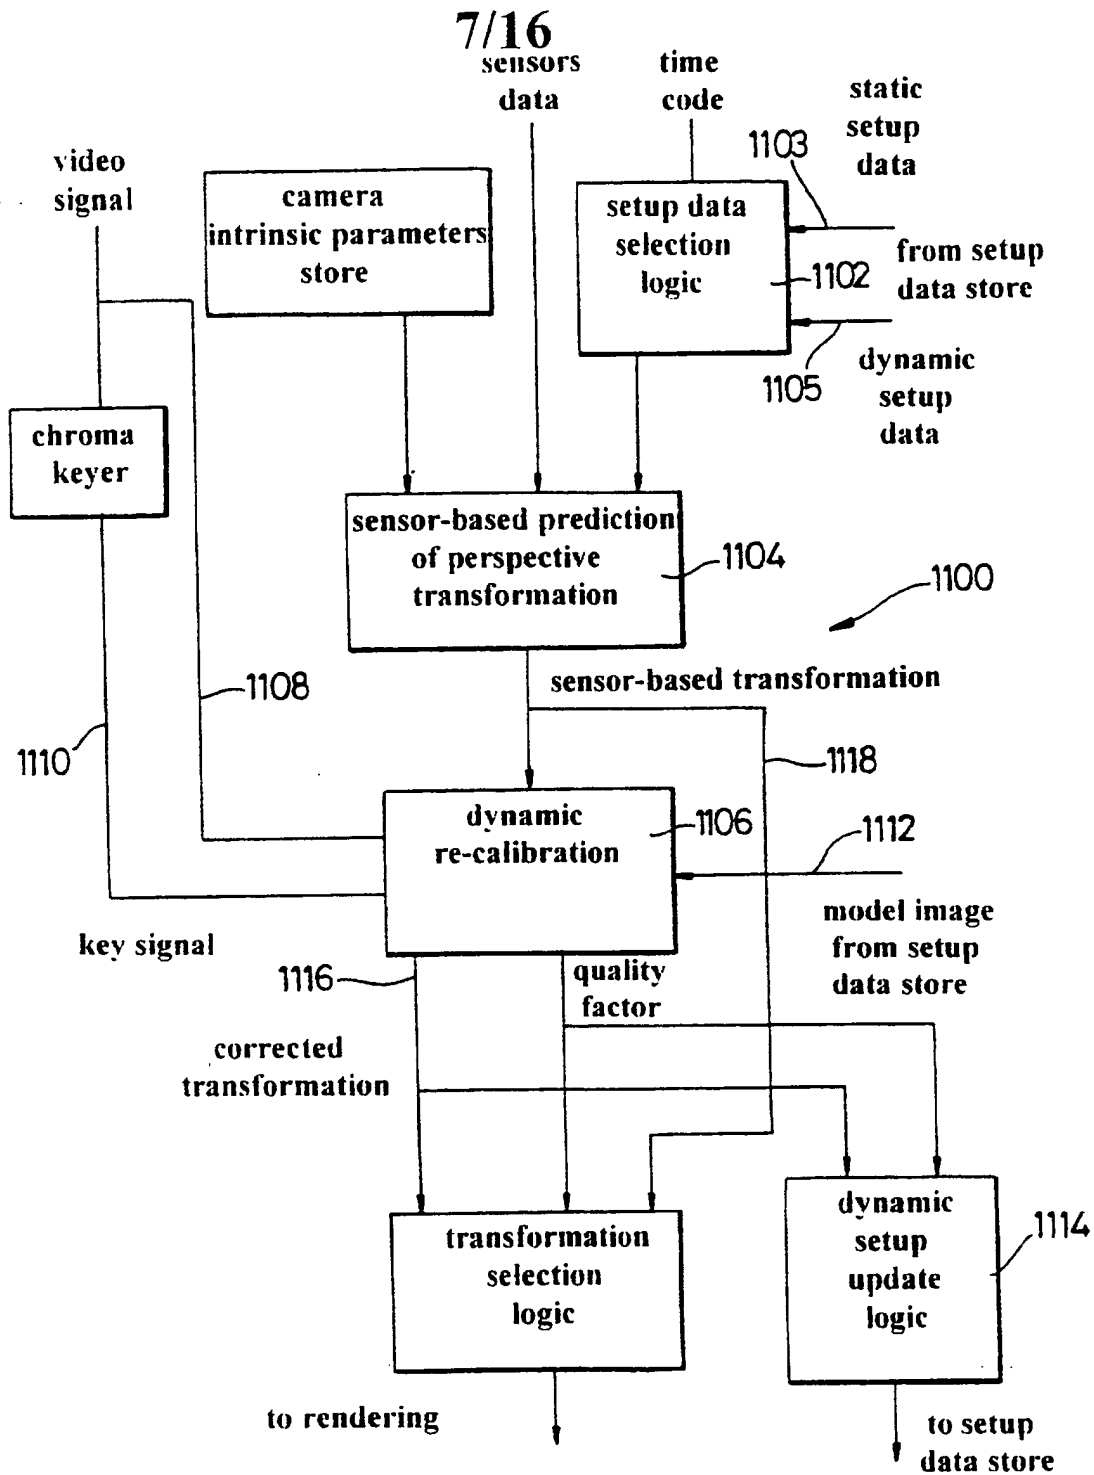 7/16
sensors
data
time
code
static
setup
data
1103
video
signal
camera
intrinsic parameters
store
setup data
selection
logic
1102
from setup
data store
1105
dynamic
setup
data
chroma
keyer
sensor-based prediction
of perspective
transformation
1104
1100
sensor-based transformation
1108
1110
1118
dynamic
re-calibration
1106
1112
model image
from setup
data store
key signal
1116
quality
factor
corrected
transformation
transformation
selection
logic
dynamic
setup
update
logic
1114
to rendering
to setup
data store